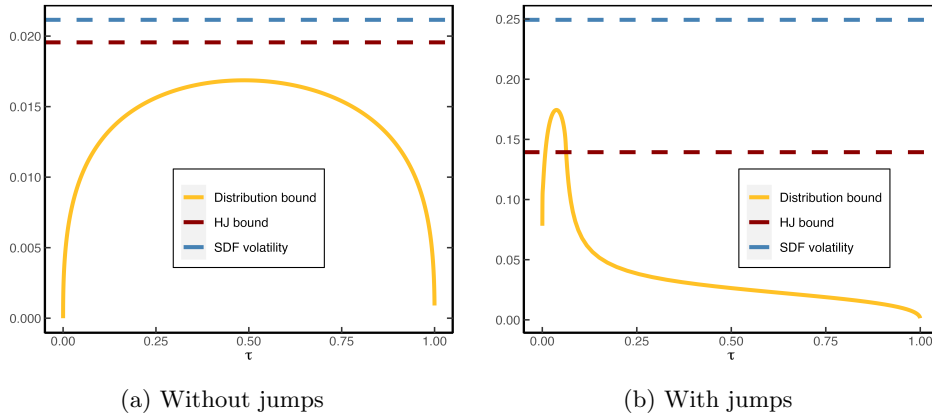 0.020
0.015
0.010
0.005
0.000
Distribution bound
HJ bound
SDF volatility
0.00 0.25 0.50 0.75 1.00
τ
(a) Without jumps
0.25
0.20
0.15
0.10
0.05
0.00
Distribution bound
HJ bound
SDF volatility
0.00 0.25 0.50 0.75 1.00
τ
(b) With jumps